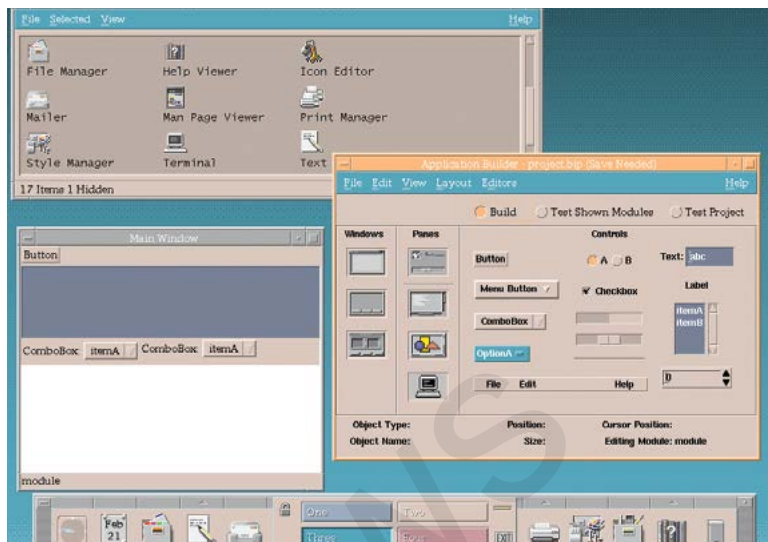 File Selected View Help
File Manager Help Viewer Icon Editor
Mailer Man Page Viewer Print Manager
Style Manager Terminal Text
17 Items 1 Hidden
Application Builder - project.bip (Save Needed)
File Edit View Layout Editors Help
Build Test Shown Modules Test Project
Windows Panes Controls
Button A B Text: abc
Menu Button Checkbox Label
itemA
itemB
ComboBox
OptionA
File Edit Help 0
Object Type: Position: Cursor Position:
Object Name: Size: Editing Module: module
Main Window
Button
ComboBox: itemA ComboBox: itemA
module
Feb
21
One Two
Three Four
EXIT